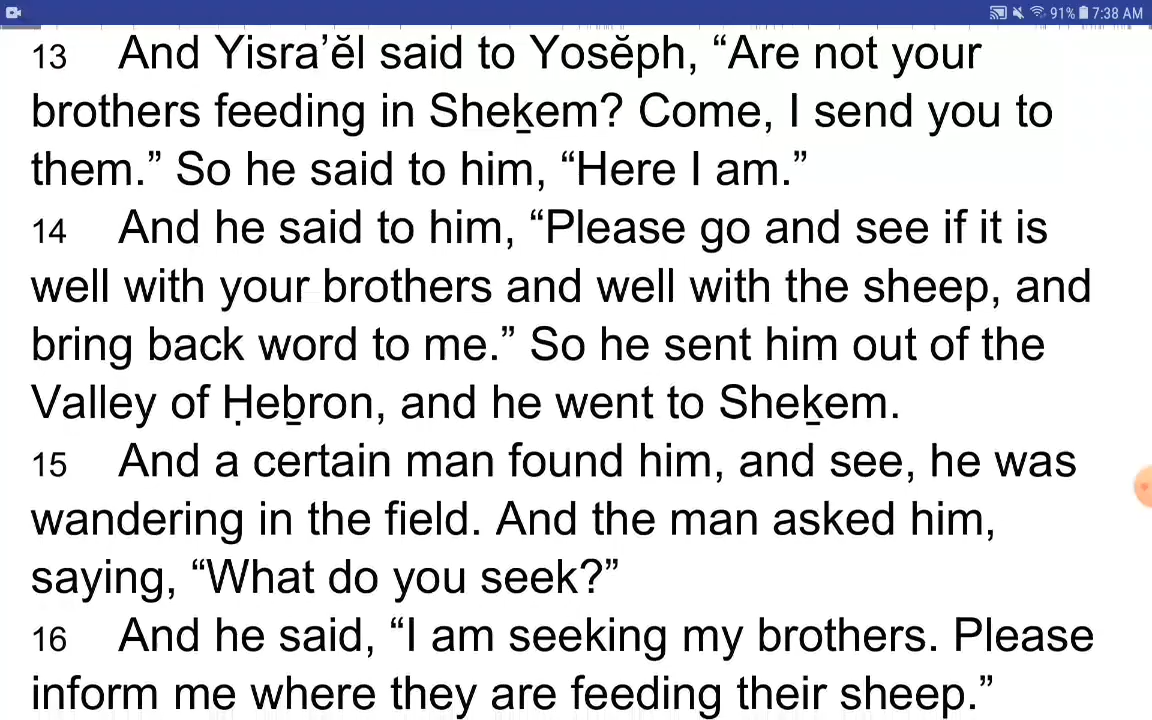 91% 7:38 AM
13 And Yisra’ĕl said to Yosĕph, “Are not your
brothers feeding in Sheḵem? Come, I send you to
them.” So he said to him, “Here I am.”
14 And he said to him, “Please go and see if it is
well with your brothers and well with the sheep, and
bring back word to me.” So he sent him out of the
Valley of Ḥeḇron, and he went to Sheḵem.
15 And a certain man found him, and see, he was
wandering in the field. And the man asked him,
saying, “What do you seek?”
16 And he said, “I am seeking my brothers. Please
inform me where they are feeding their sheep.”